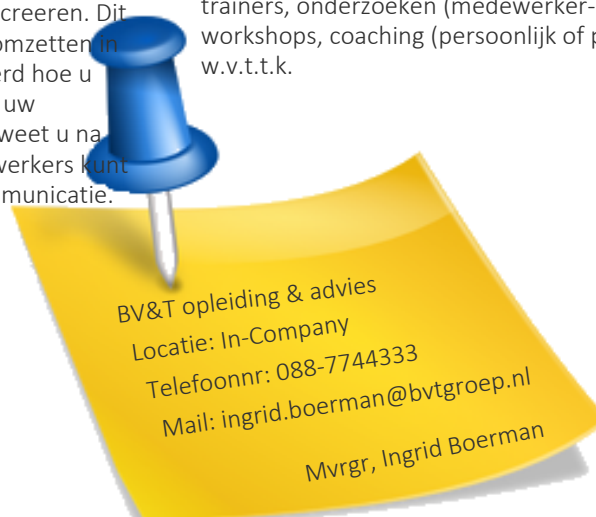 creeren. Dit
omzetten in
erd hoe u
uw
weet u na
werkers kunt
municatie.
trainers, onderzoeken (medewerker-
workshops, coaching (persoonlijk of p
w.v.t.t.k.
BV&T opleiding & advies
Locatie: In-Company
Telefoonnr: 088-7744333
Mail: ingrid.boerman@bvtgroep.nl
Mvrgr, Ingrid Boerman